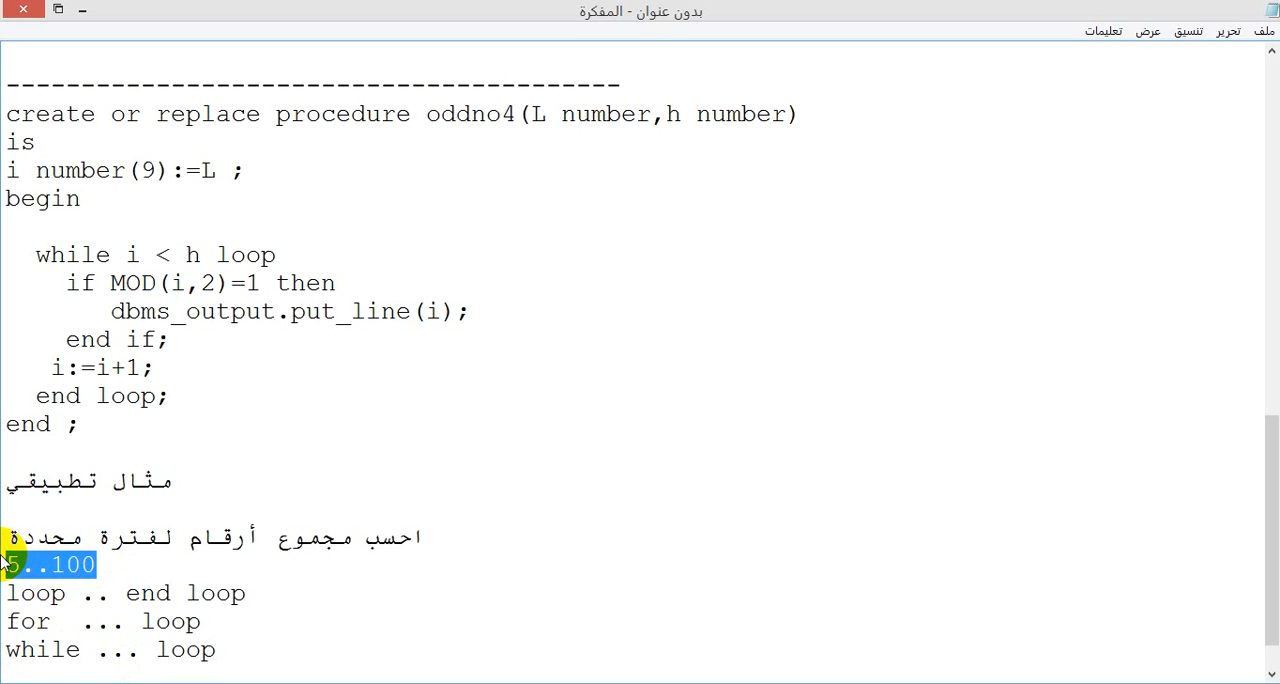 بدون عنوان - المفكرة
ملف تحرير تنسيق عرض تعليمات
-----------------------------------------
create or replace procedure oddno4(L number,h number)
is
i number(9):=L ;
begin
while i < h loop
if MOD(i,2)=1 then
dbms_output.put_line(i);
end if;
i:=i+1;
end loop;
end ;
مثال تطبيقي
احسب مجموع أرقام لفترة محددة
5..100
loop .. end loop
for  ... loop
while ... loop